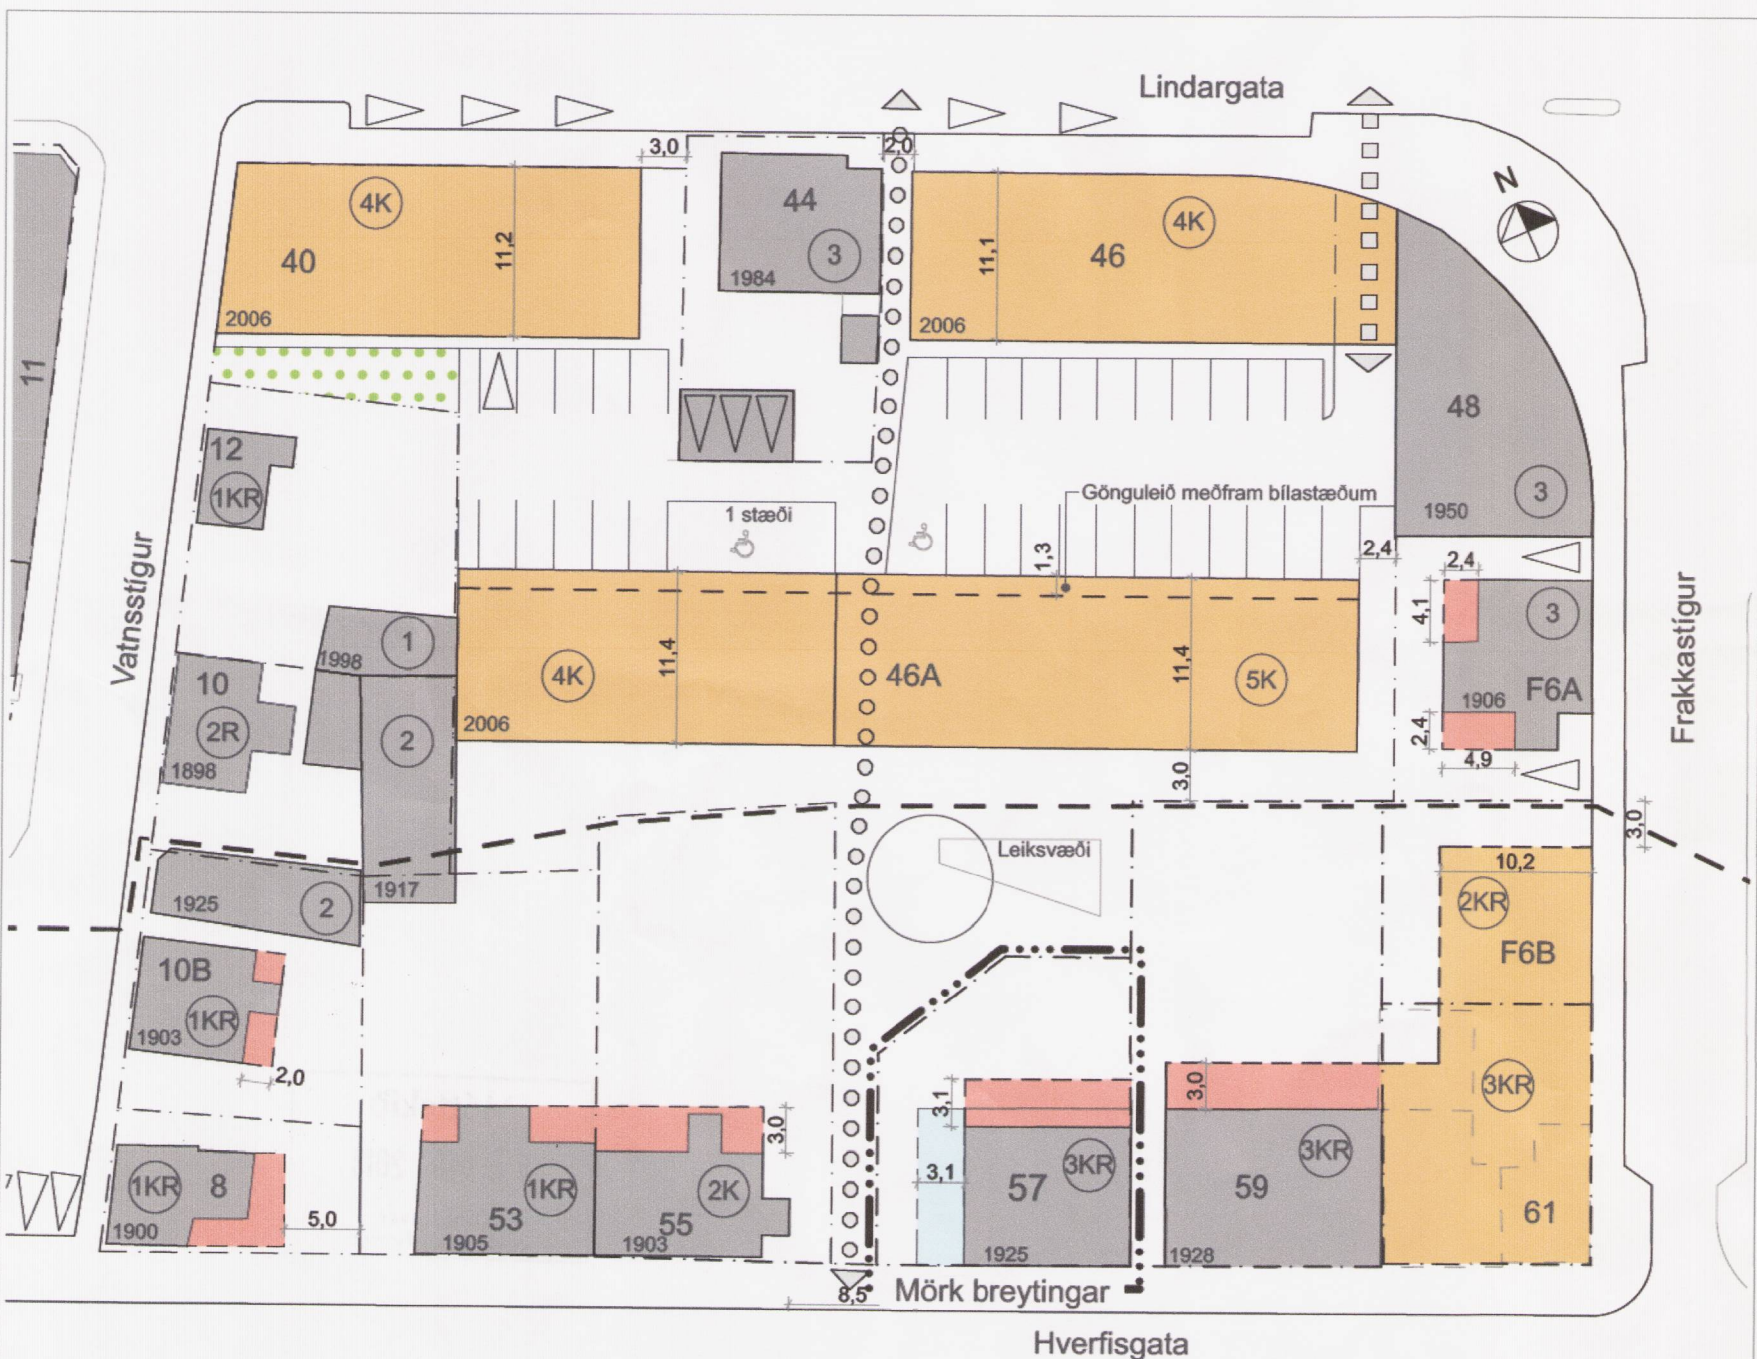 Lindargata
N
3,0
2,0
4K
40
11,2
2006
44
3
1984
11,1
46
4K
2006
11
48
3
1950
12
1KR
1 stæði
Gönguleið meðfram bílastæðum
1,3
2,4
2,4
4,1
3
1906
F6A
2,4
4,9
Vatnsstígur
Frakkastígur
1998
1
10
2R
1898
2
4K
11,4
2006
46A
11,4
5K
3,0
3,0
1917
1925
2
Leiksvæði
10,2
2KR
F6B
10B
1KR
1903
2,0
3KR
61
1KR
8
1900
5,0
1KR
53
1905
2K
55
1903
3,0
3,1
3,1
57
3KR
1925
3,0
3KR
59
1928
8,5
Mörk breytingar
Hverfisgata